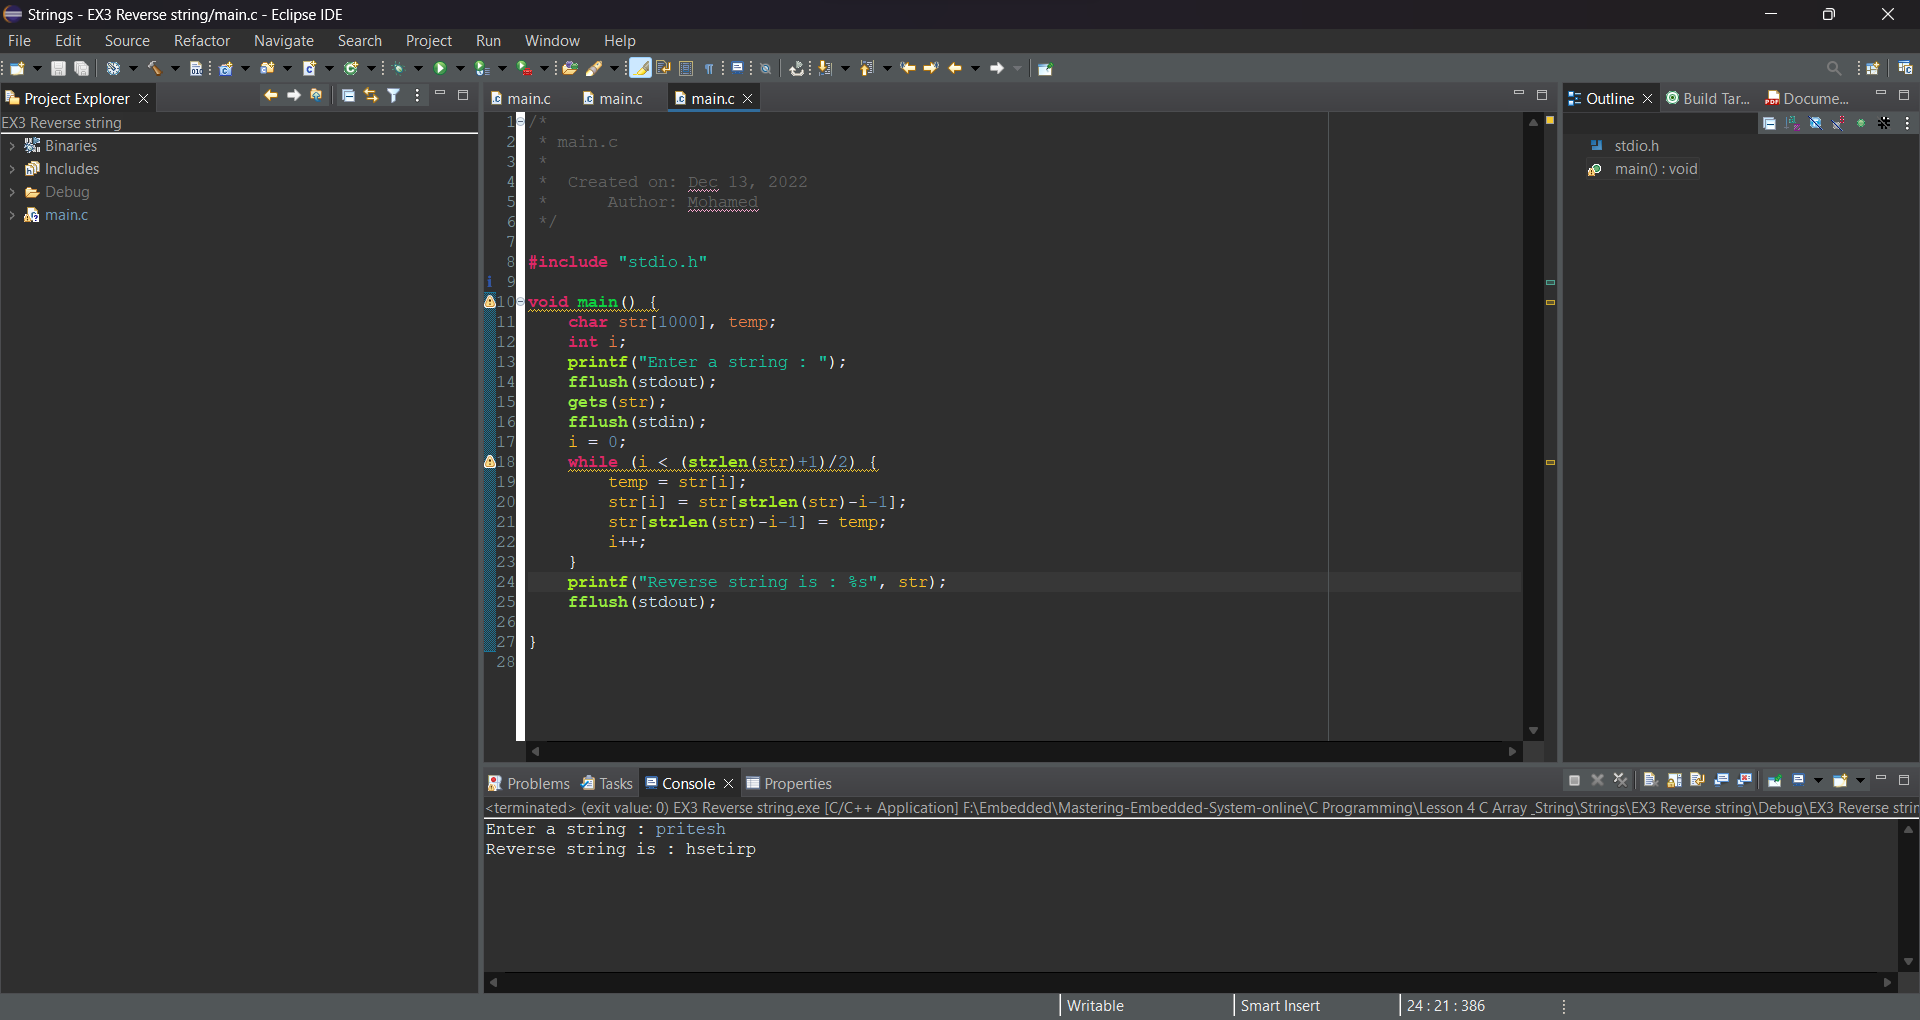 Strings - EX3 Reverse string/main.c - Eclipse IDE
File Edit Source Refactor Navigate Search Project Run Window Help
Project Explorer
EX3 Reverse string
Binaries
Includes
Debug
main.c
main.c main.c main.c
1 /*
2  * main.c
3  *
4  *  Created on: Dec 13, 2022
5  *      Author: Mohamed
6  */
7
8 #include "stdio.h"
9
10 void main() {
11     char str[1000], temp;
12     int i;
13     printf("Enter a string : ");
14     fflush(stdout);
15     gets(str);
16     fflush(stdin);
17     i = 0;
18     while (i < (strlen(str)+1)/2) {
19         temp = str[i];
20         str[i] = str[strlen(str)-i-1];
21         str[strlen(str)-i-1] = temp;
22         i++;
23     }
24     printf("Reverse string is : %s", str);
25     fflush(stdout);
26
27 }
28
Outline Build Tar... Docume...
stdio.h
main() : void
Problems Tasks Console Properties
<terminated> (exit value: 0) EX3 Reverse string.exe [C/C++ Application] F:\Embedded\Mastering-Embedded-System-online\C Programming\Lesson 4 C Array _String\Strings\EX3 Reverse string\Debug\EX3 Reverse strin
Enter a string : pritesh
Reverse string is : hsetirp
Writable Smart Insert 24 : 21 : 386